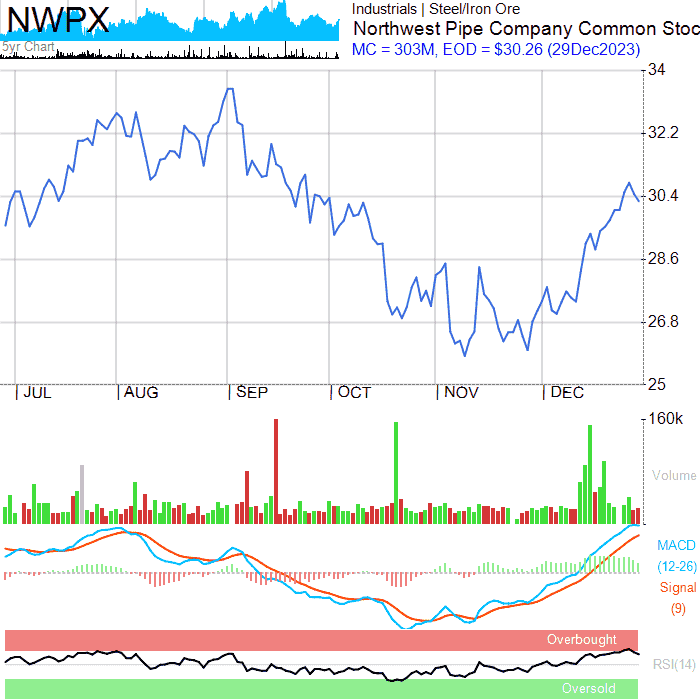 NWPX
5yr Chart
Industrials | Steel/Iron Ore
Northwest Pipe Company Common Stoc
MC = 303M, EOD = $30.26 (29Dec2023)
34
32.2
30.4
28.6
26.8
25
| JUL | AUG | SEP | OCT | NOV | DEC
160k
Volume
MACD
(12-26)
Signal
(9)
Overbought
RSI(14)
Oversold